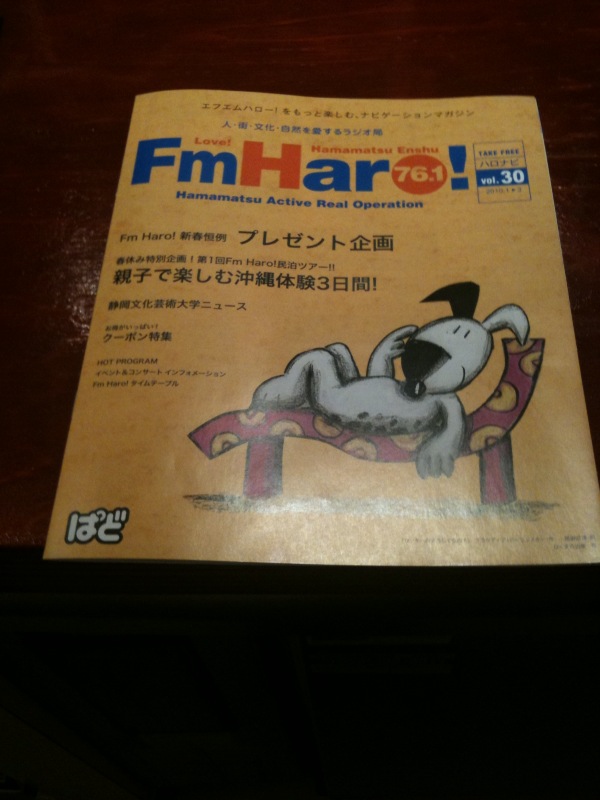 エフエムハロー!をもっと楽しむ、ナビゲーションマガジン
人・街・文化・自然を愛するラジオ局
Love!
Hamamatsu Enshu
FmHaro!
76.1
Hamamatsu Active Real Operation
TAKE FREE
ハロナビ
vol.30
Fm Haro! 新春恒例 プレゼント企画
春休み特別企画!第1回Fm Haro!民泊ツアー!!
親子で楽しむ沖縄体験3日間!
静岡文化芸術大学ニュース
お得がいっぱい!
クーポン特集
HOT PROGRAM
イベント&コンサート インフォメーション
Fm Haro! タイムテーブル
ぱど